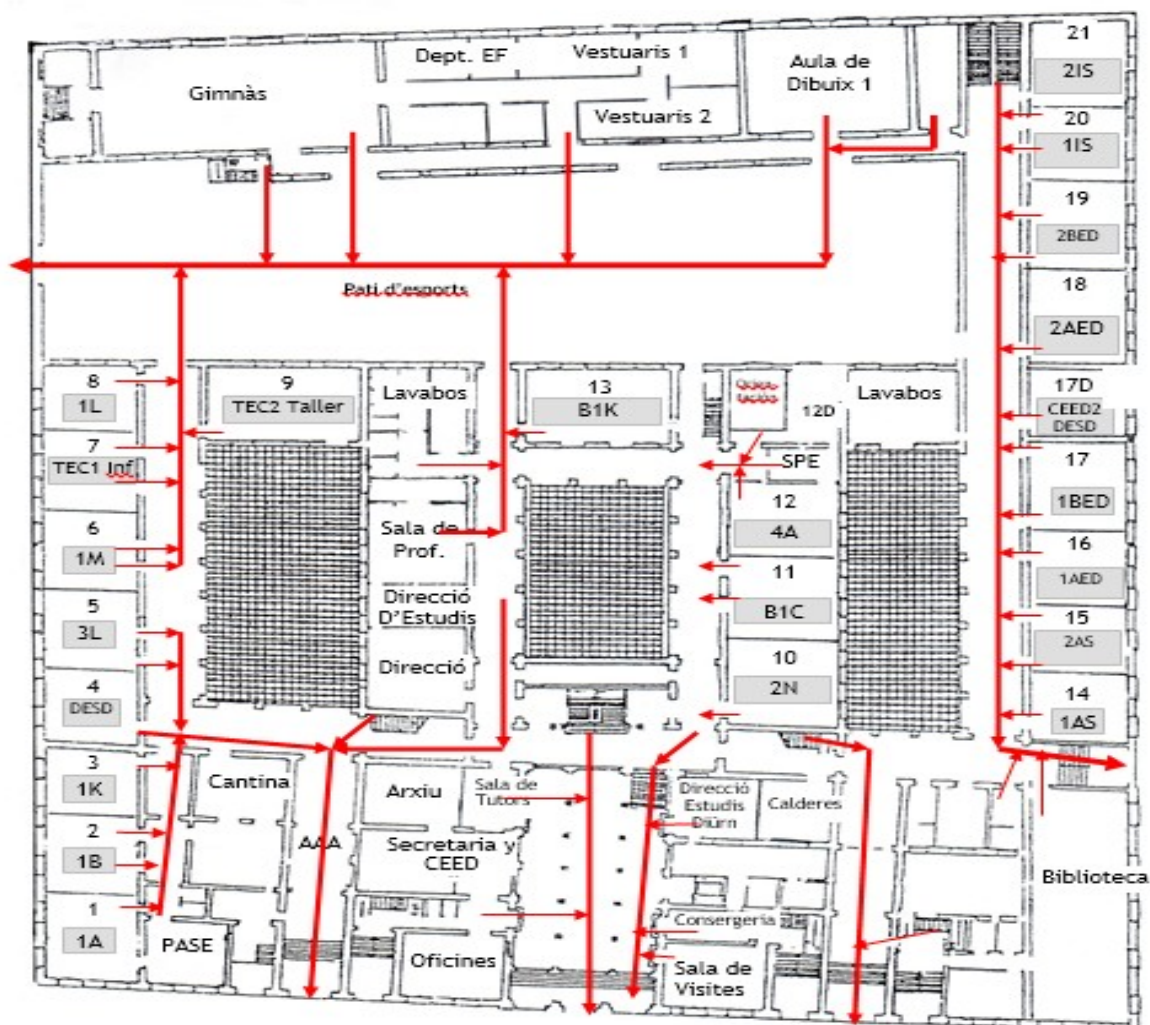 21
2IS
Dept. EF
Vestuaris 1
Aula de
Dibuix 1
Gimnàs
Vestuaris 2
20
1IS
19
2BED
Pati d'esports
18
2AED
8
1L
9
TEC2 Taller
Lavabos
13
B1K
12D
Lavabos
17D
CEED2
DESD
7
TEC1 Inf
SPE
17
1BED
6
1M
Sala de
Prof.
12
4A
16
1AED
5
3L
Direcció
D'Estudis
11
B1C
15
2AS
4
DESD
Direcció
10
2N
14
1AS
3
1K
Cantina
Arxiu
Sala de
Tutors
Direcció
Estudis
Diürn
Calderes
2
1B
AAA
Secretaria y
CEED
Biblioteca
1
1A
PASE
Oficines
Consergeria
Sala de
Visites